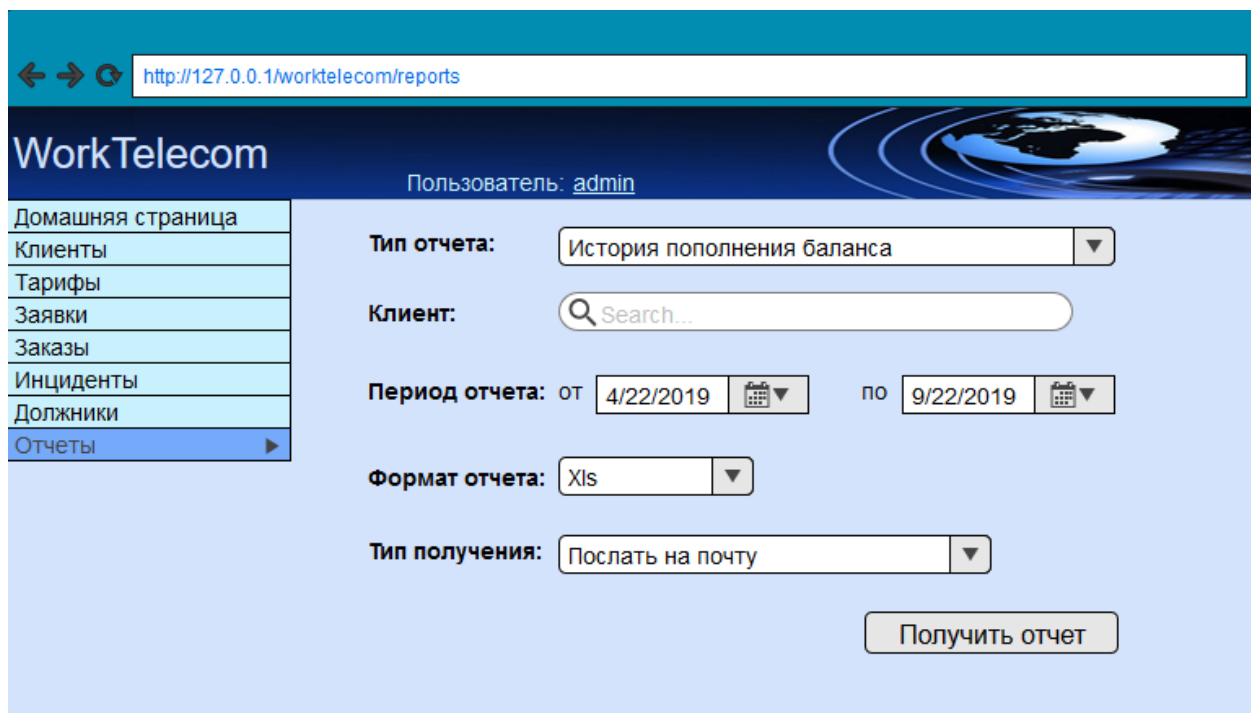 http://127.0.0.1/worktelecom/reports
WorkTelecom
Пользователь: admin
Домашняя страница
Клиенты
Тарифы
Заявки
Заказы
Инциденты
Должники
Отчеты
Тип отчета: История пополнения баланса
Клиент: Search...
Период отчета: от 4/22/2019 по 9/22/2019
Формат отчета: Xls
Тип получения: Послать на почту
Получить отчет